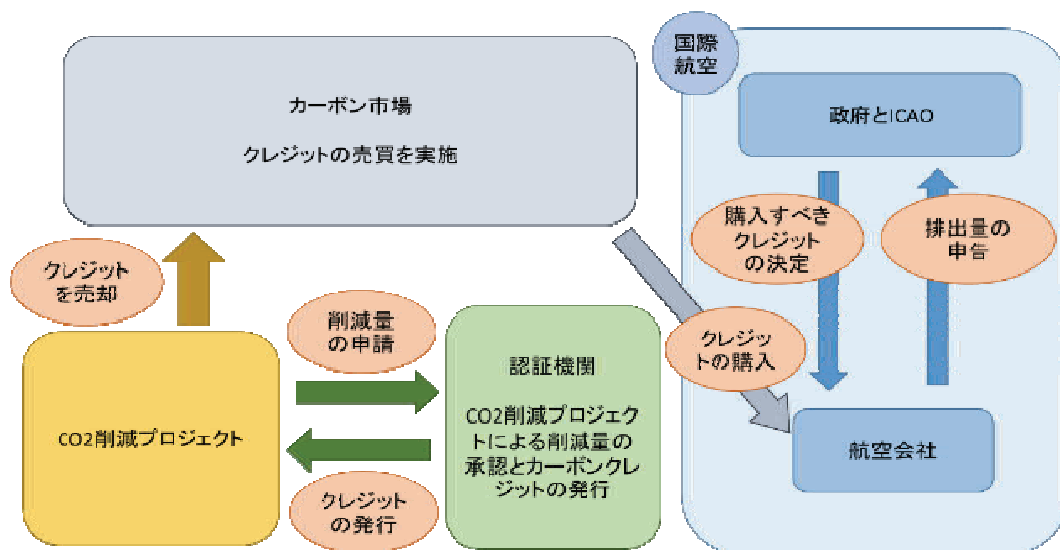 カーボン市場
クレジットの売買を実施
国際
航空
政府とICAO
購入すべき
クレジット
の決定
排出量の
申告
クレジット
を売却
削減量
の申請
クレジッ
トの購入
認証機関
CO2削減プロジェク
トによる削減量の
承認とカーボンクレ
ジットの発行
CO2削減プロジェクト
クレジット
の発行
航空会社